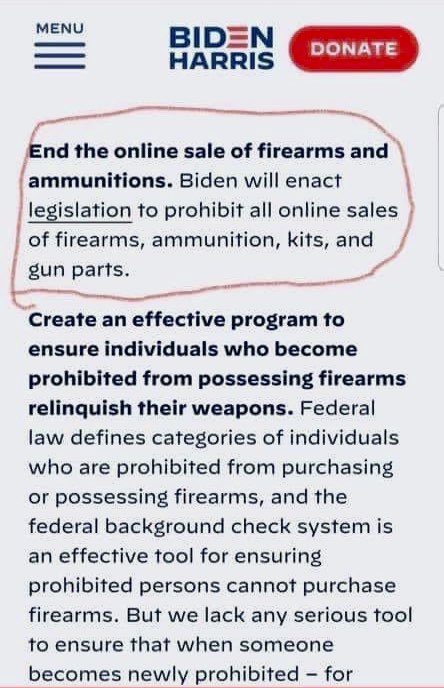 MENU
BIDEN
HARRIS
DONATE
End the online sale of firearms and
ammunitions. Biden will enact
legislation to prohibit all online sales
of firearms, ammunition, kits, and
gun parts.
Create an effective program to
ensure individuals who become
prohibited from possessing firearms
relinquish their weapons. Federal
law defines categories of individuals
who are prohibited from purchasing
or possessing firearms, and the
federal background check system is
an effective tool for ensuring
prohibited persons cannot purchase
firearms. But we lack any serious tool
to ensure that when someone
becomes newly prohibited – for